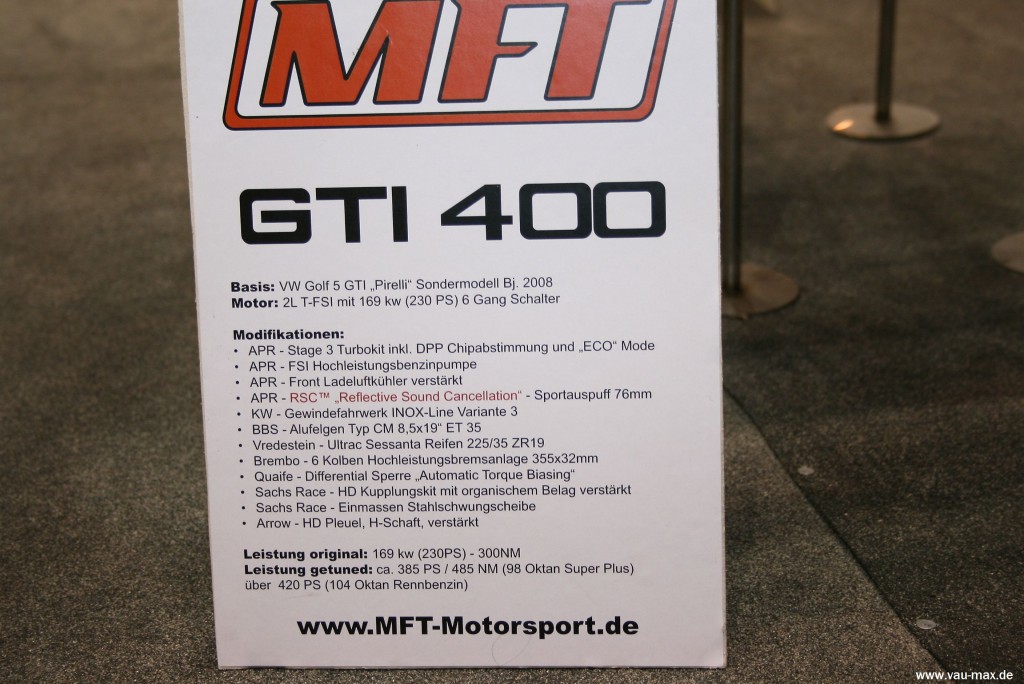 MFT
GTI 400
Basis: VW Golf 5 GTI „Pirelli“ Sondermodell Bj. 2008
Motor: 2L T-FSI mit 169 kw (230 PS) 6 Gang Schalter
Modifikationen:
• APR - Stage 3 Turbokit inkl. DPP Chipabstimmung und „ECO“ Mode
• APR - FSI Hochleistungsbenzinpumpe
• APR - Front Ladeluftkühler verstärkt
• APR - RSC™ „Reflective Sound Cancellation“ - Sportauspuff 76mm
• KW - Gewindefahrwerk INOX-Line Variante 3
• BBS - Alufelgen Typ CM 8,5x19“ ET 35
• Vredestein - Ultrac Sessanta Reifen 225/35 ZR19
• Brembo - 6 Kolben Hochleistungsbremsanlage 355x32mm
• Quaife - Differential Sperre „Automatic Torque Biasing“
• Sachs Race - HD Kupplungskit mit organischem Belag verstärkt
• Sachs Race - Einmassen Stahlschwungscheibe
• Arrow - HD Pleuel, H-Schaft, verstärkt
Leistung original: 169 kw (230PS) - 300NM
Leistung getuned: ca. 385 PS / 485 NM (98 Oktan Super Plus)
über 420 PS (104 Oktan Rennbenzin)
www.MFT-Motorsport.de
www.vau-max.de